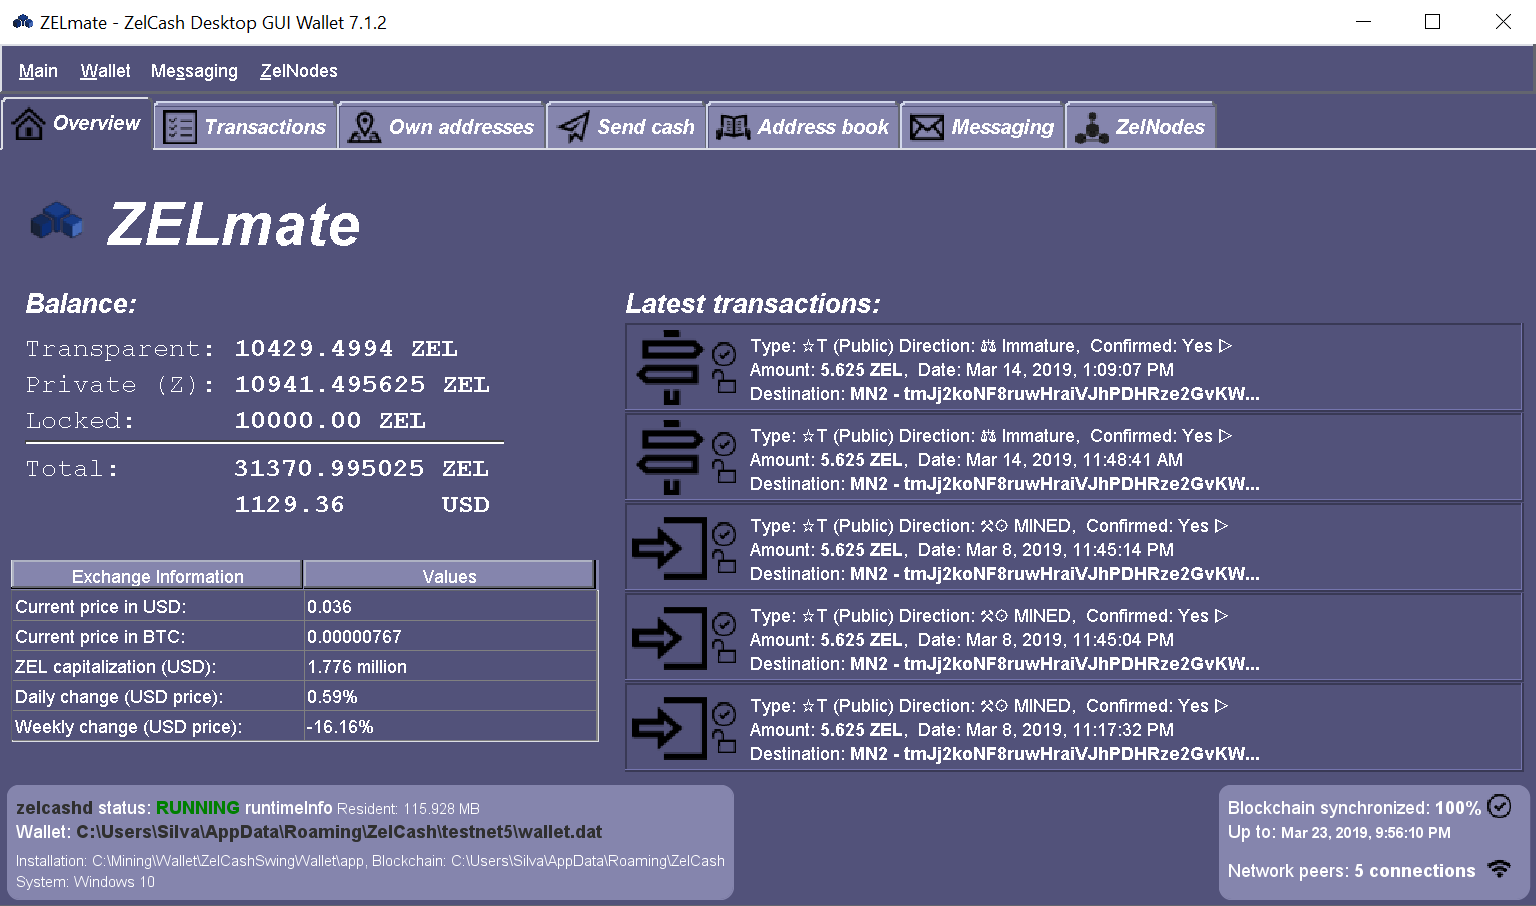 ZELmate - ZelCash Desktop GUI Wallet 7.1.2
Main Wallet Messaging ZelNodes
Overview Transactions Own addresses Send cash Address book Messaging ZelNodes
ZELmate
Balance:
Transparent: 10429.4994 ZEL
Private (Z): 10941.495625 ZEL
Locked: 10000.00 ZEL
Total: 31370.995025 ZEL
1129.36 USD
Exchange Information Values
Current price in USD: 0.036
Current price in BTC: 0.00000767
ZEL capitalization (USD): 1.776 million
Daily change (USD price): 0.59%
Weekly change (USD price): -16.16%
Latest transactions:
Type: ☆T (Public) Direction: ⚖ Immature, Confirmed: Yes ▷
Amount: 5.625 ZEL, Date: Mar 14, 2019, 1:09:07 PM
Destination: MN2 - tmJj2koNF8ruwHraiVJhPDHRze2GvKW...
Type: ☆T (Public) Direction: ⚖ Immature, Confirmed: Yes ▷
Amount: 5.625 ZEL, Date: Mar 14, 2019, 11:48:41 AM
Destination: MN2 - tmJj2koNF8ruwHraiVJhPDHRze2GvKW...
Type: ☆T (Public) Direction: ⚒⚙ MINED, Confirmed: Yes ▷
Amount: 5.625 ZEL, Date: Mar 8, 2019, 11:45:14 PM
Destination: MN2 - tmJj2koNF8ruwHraiVJhPDHRze2GvKW...
Type: ☆T (Public) Direction: ⚒⚙ MINED, Confirmed: Yes ▷
Amount: 5.625 ZEL, Date: Mar 8, 2019, 11:45:04 PM
Destination: MN2 - tmJj2koNF8ruwHraiVJhPDHRze2GvKW...
Type: ☆T (Public) Direction: ⚒⚙ MINED, Confirmed: Yes ▷
Amount: 5.625 ZEL, Date: Mar 8, 2019, 11:17:32 PM
Destination: MN2 - tmJj2koNF8ruwHraiVJhPDHRze2GvKW...
zelcashd status: RUNNING runtimeInfo Resident: 115.928 MB
Wallet: C:\Users\Silva\AppData\Roaming\ZelCash\testnet5\wallet.dat
Installation: C:\Mining\Wallet\ZelCashSwingWallet\app, Blockchain: C:\Users\Silva\AppData\Roaming\ZelCash
System: Windows 10
Blockchain synchronized: 100%
Up to: Mar 23, 2019, 9:56:10 PM
Network peers: 5 connections